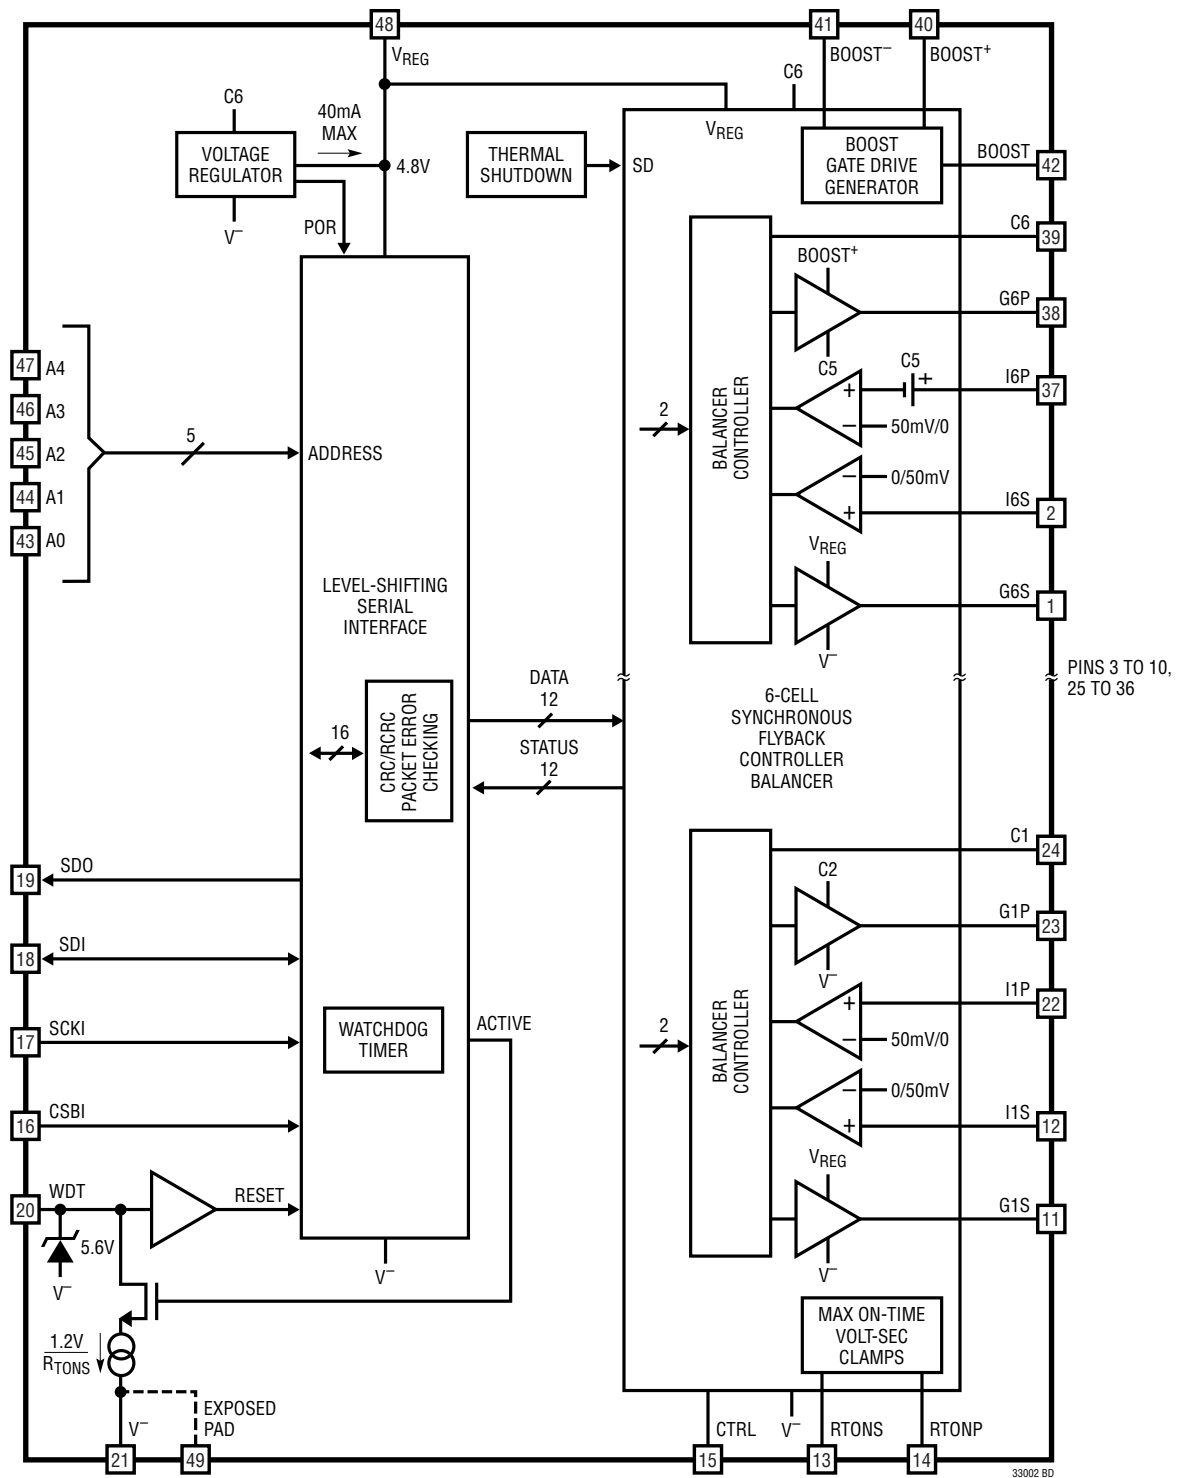 48
41
40
VREG
BOOST−
BOOST+
C6
C6
40mA
MAX
VREG
VOLTAGE
REGULATOR
4.8V
THERMAL
SHUTDOWN
SD
BOOST
GATE DRIVE
GENERATOR
BOOST
42
POR
V−
C6
39
BOOST+
G6P
38
C5
47 A4
46 A3
45 A2
44 A1
43 A0
5
ADDRESS
C5
+
I6P
37
+
−
50mV/0
2
BALANCER
CONTROLLER
−
0/50mV
+
I6S
2
VREG
G6S
1
V−
LEVEL-SHIFTING
SERIAL
INTERFACE
PINS 3 TO 10,
25 TO 36
DATA
12
STATUS
12
16
CRC/RCRC
PACKET ERROR
CHECKING
6-CELL
SYNCHRONOUS
FLYBACK
CONTROLLER
BALANCER
C1
24
C2
G1P
23
V−
19
SDO
18
SDI
17
SCKI
16
CSBI
WATCHDOG
TIMER
ACTIVE
2
BALANCER
CONTROLLER
I1P
22
+
−
50mV/0
−
0/50mV
+
I1S
12
VREG
G1S
11
V−
20
WDT
RESET
5.6V
V−
V−
1.2V
RTONS
MAX ON-TIME
VOLT-SEC
CLAMPS
V−
EXPOSED
PAD
CTRL
V−
RTONS
RTONP
21
49
15
13
14
33002 BD